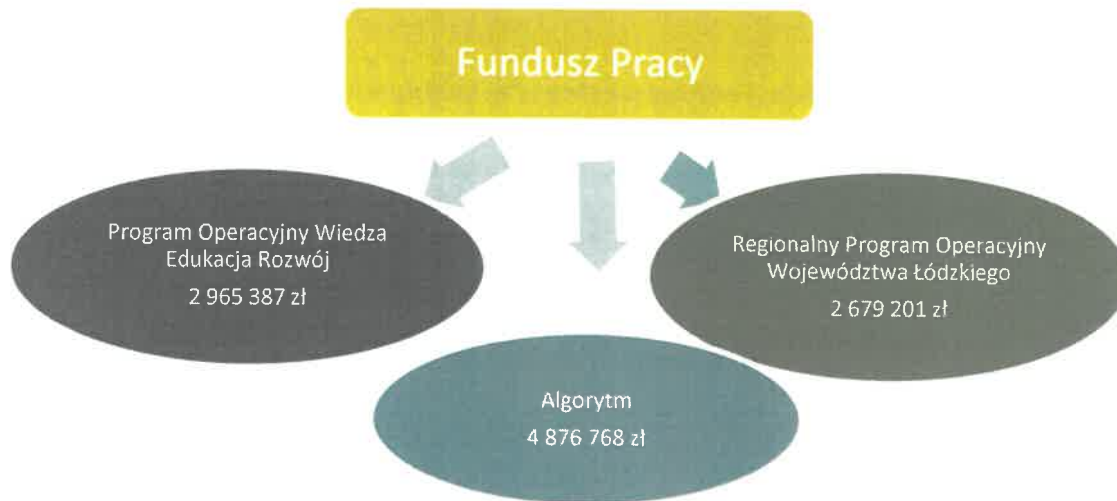 Fundusz Pracy
Program Operacyjny Wiedza
Edukacja Rozwój
2 965 387 zł
Regionalny Program Operacyjny
Województwa Łódzkiego
2 679 201 zł
Algorytm
4 876 768 zł